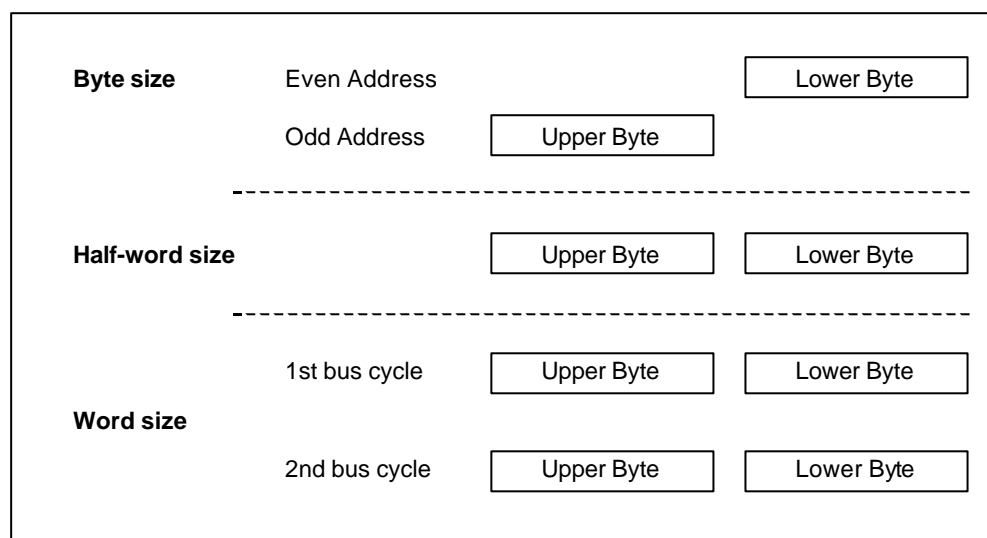 Byte size Even Address Lower Byte
Odd Address Upper Byte
Half-word size Upper Byte Lower Byte
1st bus cycle Upper Byte Lower Byte
Word size
2nd bus cycle Upper Byte Lower Byte